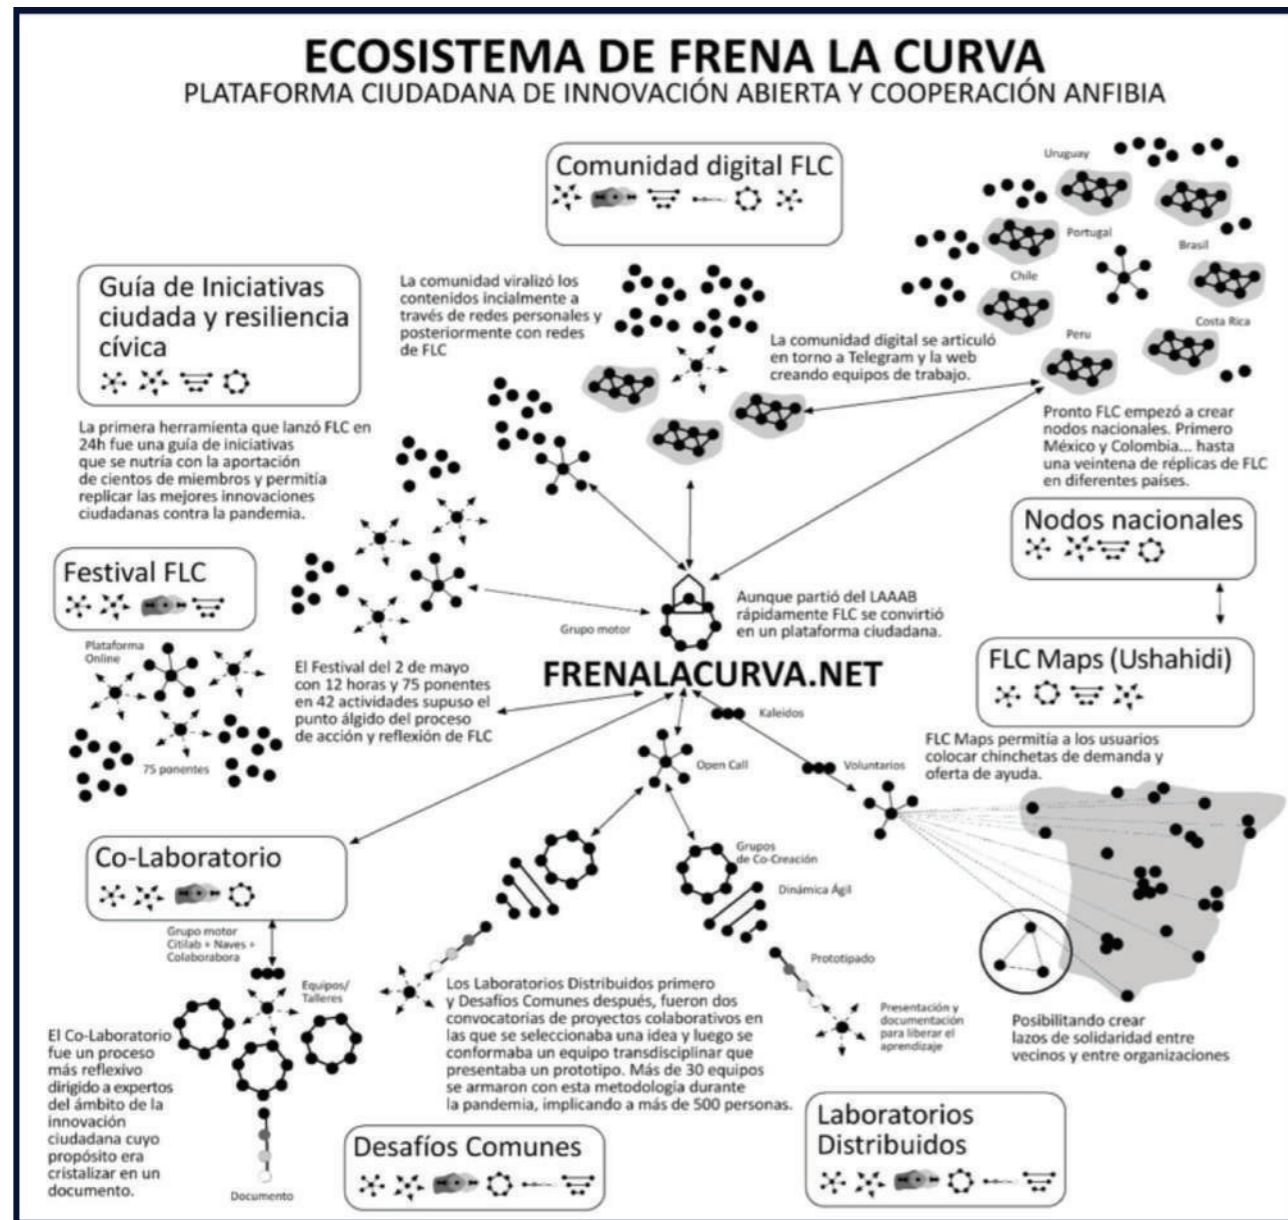 ECOSISTEMA DE FRENA LA CURVA
PLATAFORMA CIUDADANA DE INNOVACIÓN ABIERTA Y COOPERACIÓN ANFIBIA
Comunidad digital FLC
Uruguay
Portugal
Brasil
Chile
Costa Rica
Peru
La comunidad viralizó los
contenidos incialmente a
través de redes personales y
posteriormente con redes
de FLC
La comunidad digital se articuló
en torno a Telegram y la web
creando equipos de trabajo.
Guía de Iniciativas
ciudada y resiliencia
cívica
La primera herramienta que lanzó FLC en
24h fue una guía de iniciativas
que se nutría con la aportación
de cientos de miembros y permitía
replicar las mejores innovaciones
ciudadanas contra la pandemia.
Pronto FLC empezó a crear
nodos nacionales. Primero
México y Colombia... hasta
una veintena de réplicas de FLC
en diferentes países.
Nodos nacionales
Festival FLC
Plataforma
Online
75 ponentes
El Festival del 2 de mayo
con 12 horas y 75 ponentes
en 42 actividades supuso el
punto álgido del proceso
de acción y reflexión de FLC
Grupo motor
Aunque partió del LAAAB
rápidamente FLC se convirtió
en un plataforma ciudadana.
FRENALACURVA.NET
FLC Maps (Ushahidi)
FLC Maps permitía a los usuarios
colocar chinchetas de demanda y
oferta de ayuda.
Kaleidos
Open Call
Voluntarios
Co-Laboratorio
Grupo motor
Citilab + Naves +
Colaborabora
Equipos/
Talleres
El Co-Laboratorio
fue un proceso
más reflexivo
dirigido a expertos
del ámbito de la
innovación
ciudadana cuyo
propósito era
cristalizar en un
documento.
Documento
Grupos
de Co-Creación
Dinámica Ágil
Prototipado
Presentación y
documentación
para liberar el
aprendizaje
Los Laboratorios Distribuidos primero
y Desafíos Comunes después, fueron dos
convocatorias de proyectos colaborativos en
las que se seleccionaba una idea y luego se
conformaba un equipo transdisciplinar que
presentaba un prototipo. Más de 30 equipos
se armaron con esta metodología durante
la pandemia, implicando a más de 500 personas.
Posibilitando crear
lazos de solidaridad entre
vecinos y entre organizaciones
Desafíos Comunes
Laboratorios
Distribuidos